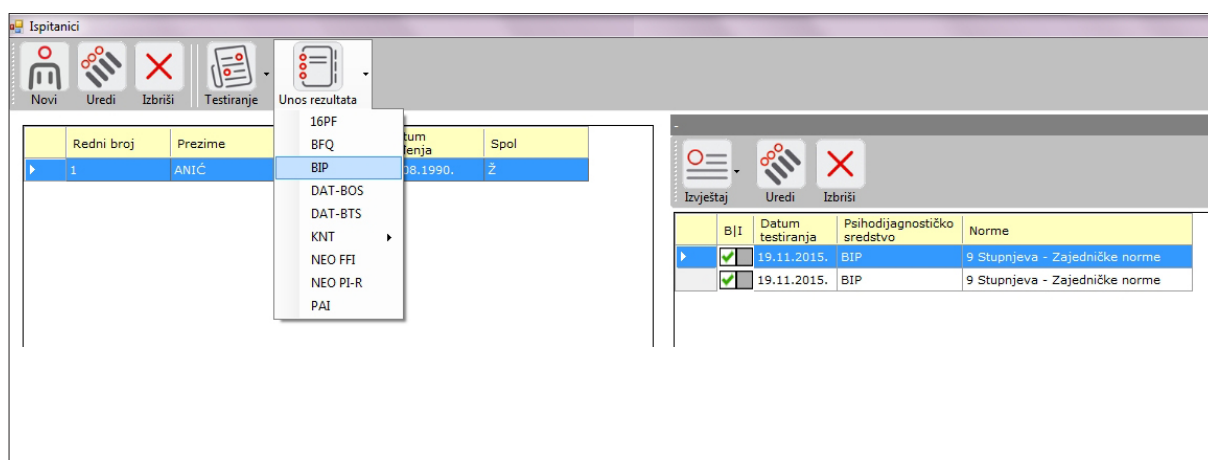 Ispitanici
Novi Uredi Izbriši Testiranje Unos rezultata
16PF
BFQ
BIP
DAT-BOS
DAT-BTS
KNT
NEO FFI
NEO PI-R
PAI
Redni broj Prezime Spol
1 ANIĆ 08.1990. Ž
-
Izvještaj Uredi Izbriši
B|I Datum testiranja Psihodijagnostičko sredstvo Norme
19.11.2015. BIP 9 Stupnjeva - Zajedničke norme
19.11.2015. BIP 9 Stupnjeva - Zajedničke norme